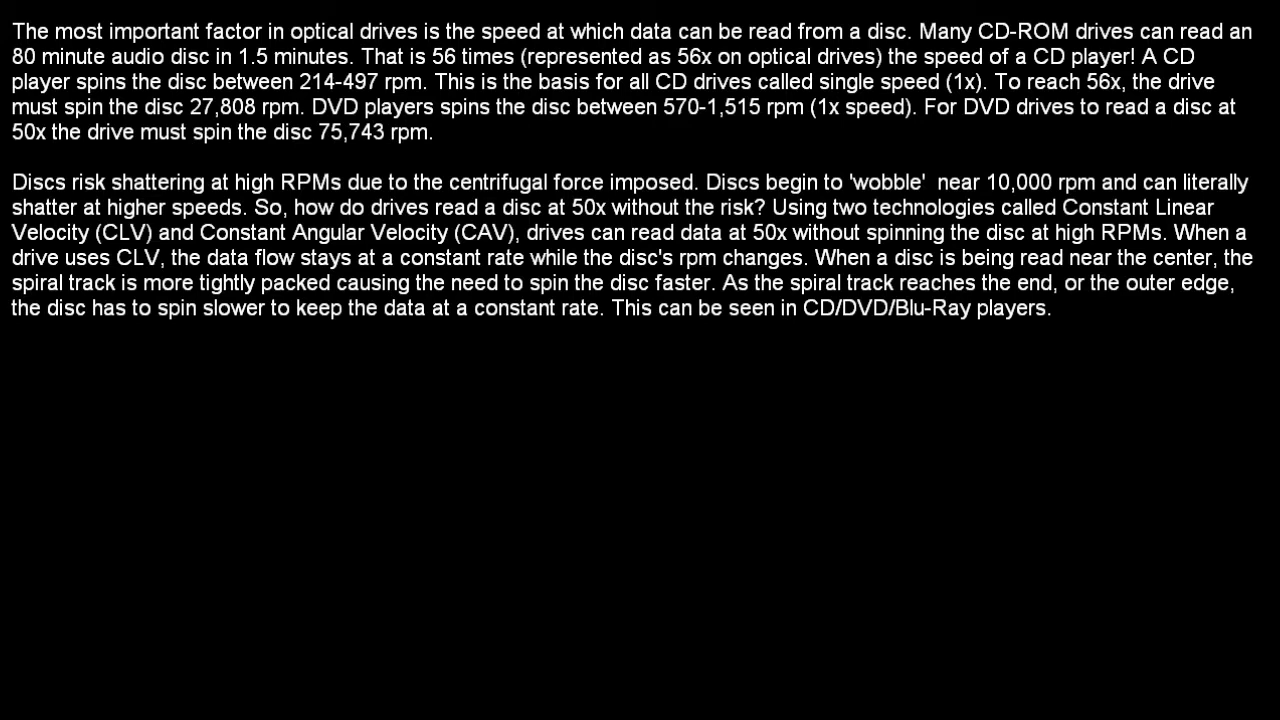 The most important factor in optical drives is the speed at which data can be read from a disc. Many CD-ROM drives can read an
80 minute audio disc in 1.5 minutes. That is 56 times (represented as 56x on optical drives) the speed of a CD player! A CD
player spins the disc between 214-497 rpm. This is the basis for all CD drives called single speed (1x). To reach 56x, the drive
must spin the disc 27,808 rpm. DVD players spins the disc between 570-1,515 rpm (1x speed). For DVD drives to read a disc at
50x the drive must spin the disc 75,743 rpm.
Discs risk shattering at high RPMs due to the centrifugal force imposed. Discs begin to 'wobble'  near 10,000 rpm and can literally
shatter at higher speeds. So, how do drives read a disc at 50x without the risk? Using two technologies called Constant Linear
Velocity (CLV) and Constant Angular Velocity (CAV), drives can read data at 50x without spinning the disc at high RPMs. When a
drive uses CLV, the data flow stays at a constant rate while the disc's rpm changes. When a disc is being read near the center, the
spiral track is more tightly packed causing the need to spin the disc faster. As the spiral track reaches the end, or the outer edge,
the disc has to spin slower to keep the data at a constant rate. This can be seen in CD/DVD/Blu-Ray players.